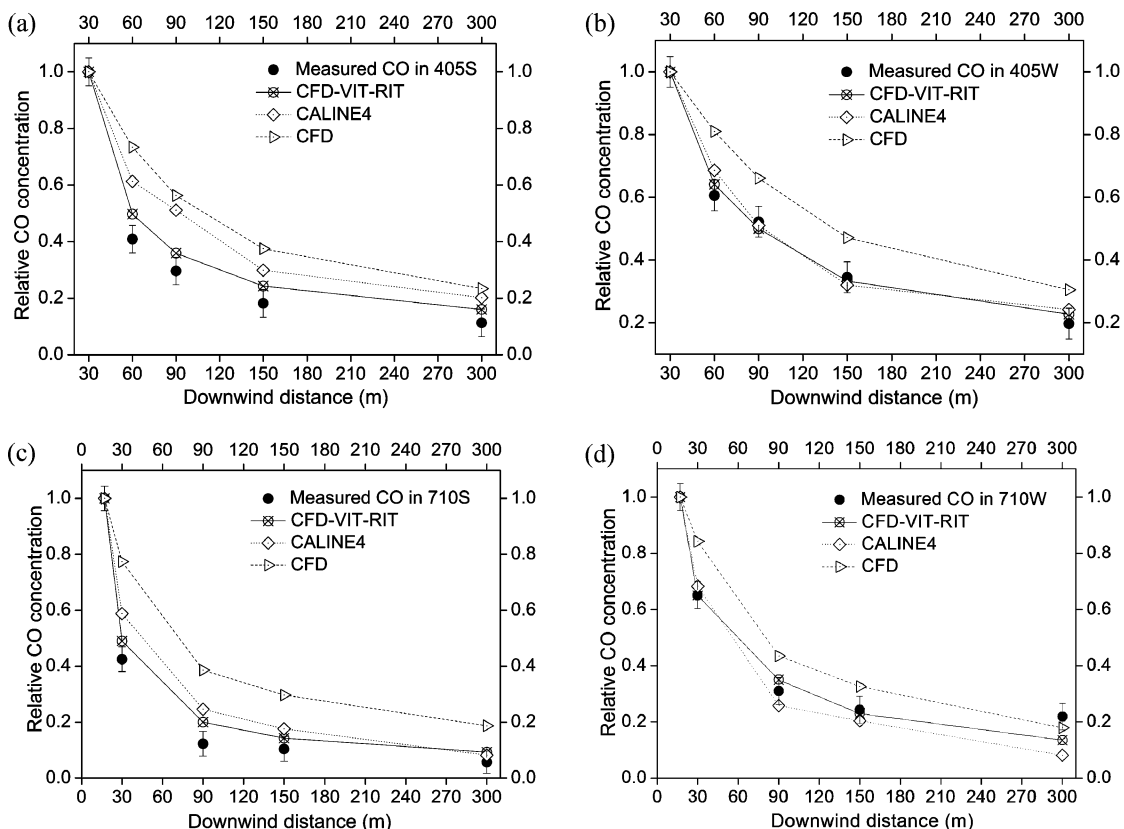 (a)
30 60 90 120 150 180 210 240 270 300
1.0 1.0
0.8 0.8
0.6 0.6
0.4 0.4
0.2 0.2
0.0 0.0
Relative CO concentration
Measured CO in 405S
CFD-VIT-RIT
CALINE4
CFD
30 60 90 120 150 180 210 240 270 300
Downwind distance (m)
(b)
30 60 90 120 150 180 210 240 270 300
1.0 1.0
0.8 0.8
0.6 0.6
0.4 0.4
0.2 0.2
Relative CO concentration
Measured CO in 405W
CFD-VIT-RIT
CALINE4
CFD
30 60 90 120 150 180 210 240 270 300
Downwind distance (m)
(c)
0 30 60 90 120 150 180 210 240 270 300
1.0 1.0
0.8 0.8
0.6 0.6
0.4 0.4
0.2 0.2
0.0 0.0
Relative CO concentration
Measured CO in 710S
CFD-VIT-RIT
CALINE4
CFD
0 30 60 90 120 150 180 210 240 270 300
Downwind distance (m)
(d)
0 30 60 90 120 150 180 210 240 270 300
1.0 1.0
0.8 0.8
0.6 0.6
0.4 0.4
0.2 0.2
0.0 0.0
Relative CO concentration
Measured CO in 710W
CFD-VIT-RIT
CALINE4
CFD
0 30 60 90 120 150 180 210 240 270 300
Downwind distance (m)